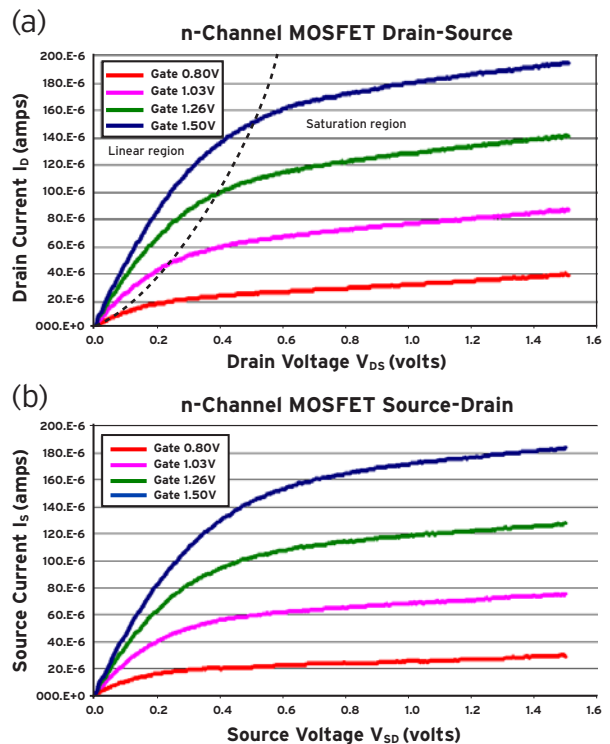 (a)
n-Channel MOSFET Drain-Source
200.E-6
180.E-6
160.E-6
140.E-6
120.E-6
100.E-6
80.E-6
60.E-6
40.E-6
20.E-6
000.E+0
Drain Current I_D (amps)
Gate 0.80V
Gate 1.03V
Gate 1.26V
Gate 1.50V
Linear region
Saturation region
0.0 0.2 0.4 0.6 0.8 1.0 1.2 1.4 1.6
Drain Voltage V_DS (volts)
(b)
n-Channel MOSFET Source-Drain
200.E-6
180.E-6
160.E-6
140.E-6
120.E-6
100.E-6
80.E-6
60.E-6
40.E-6
20.E-6
000.E+0
Source Current I_S (amps)
Gate 0.80V
Gate 1.03V
Gate 1.26V
Gate 1.50V
0.0 0.2 0.4 0.6 0.8 1.0 1.2 1.4 1.6
Source Voltage V_SD (volts)